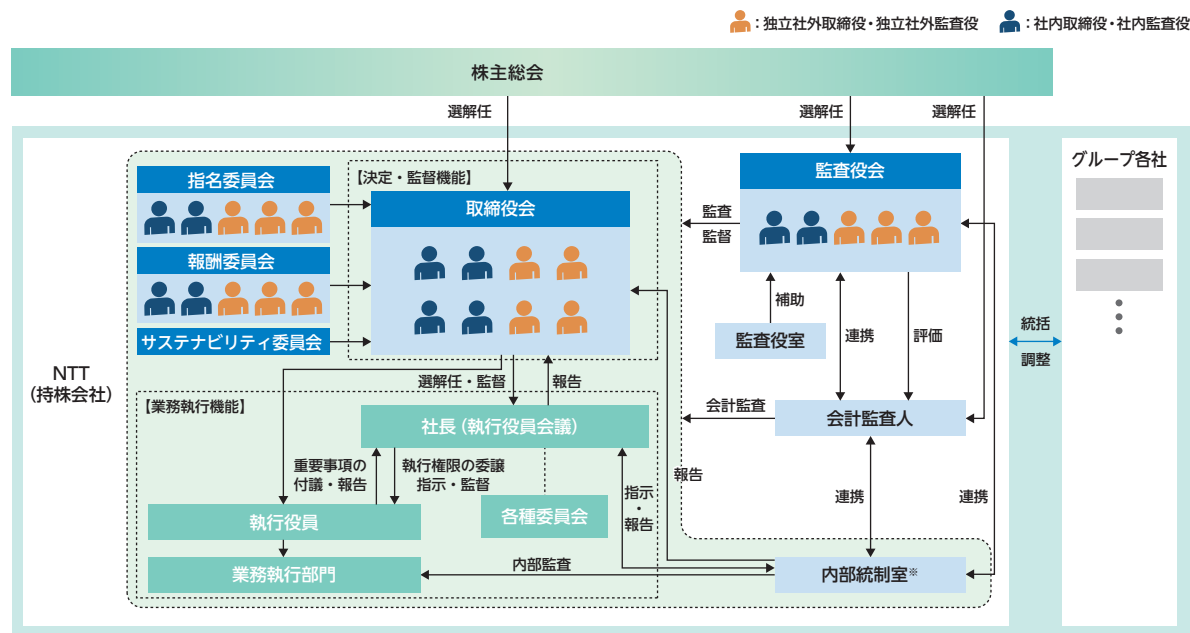 ：独立社外取締役・独立社外監査役
：社内取締役・社内監査役
株主総会
選解任
選解任
選解任
指名委員会
【決定・監督機能】
取締役会
監査役会
グループ各社
監査
監督
報酬委員会
サステナビリティ委員会
補助
監査役室
連携
評価
統括
調整
NTT
（持株会社）
選解任・監督
報告
【業務執行機能】
社長（執行役員会議）
会計監査
会計監査人
重要事項の
付議・報告
執行権限の委譲
指示・監督
報告
指示
・
報告
連携
連携
各種委員会
執行役員
内部監査
業務執行部門
内部統制室※